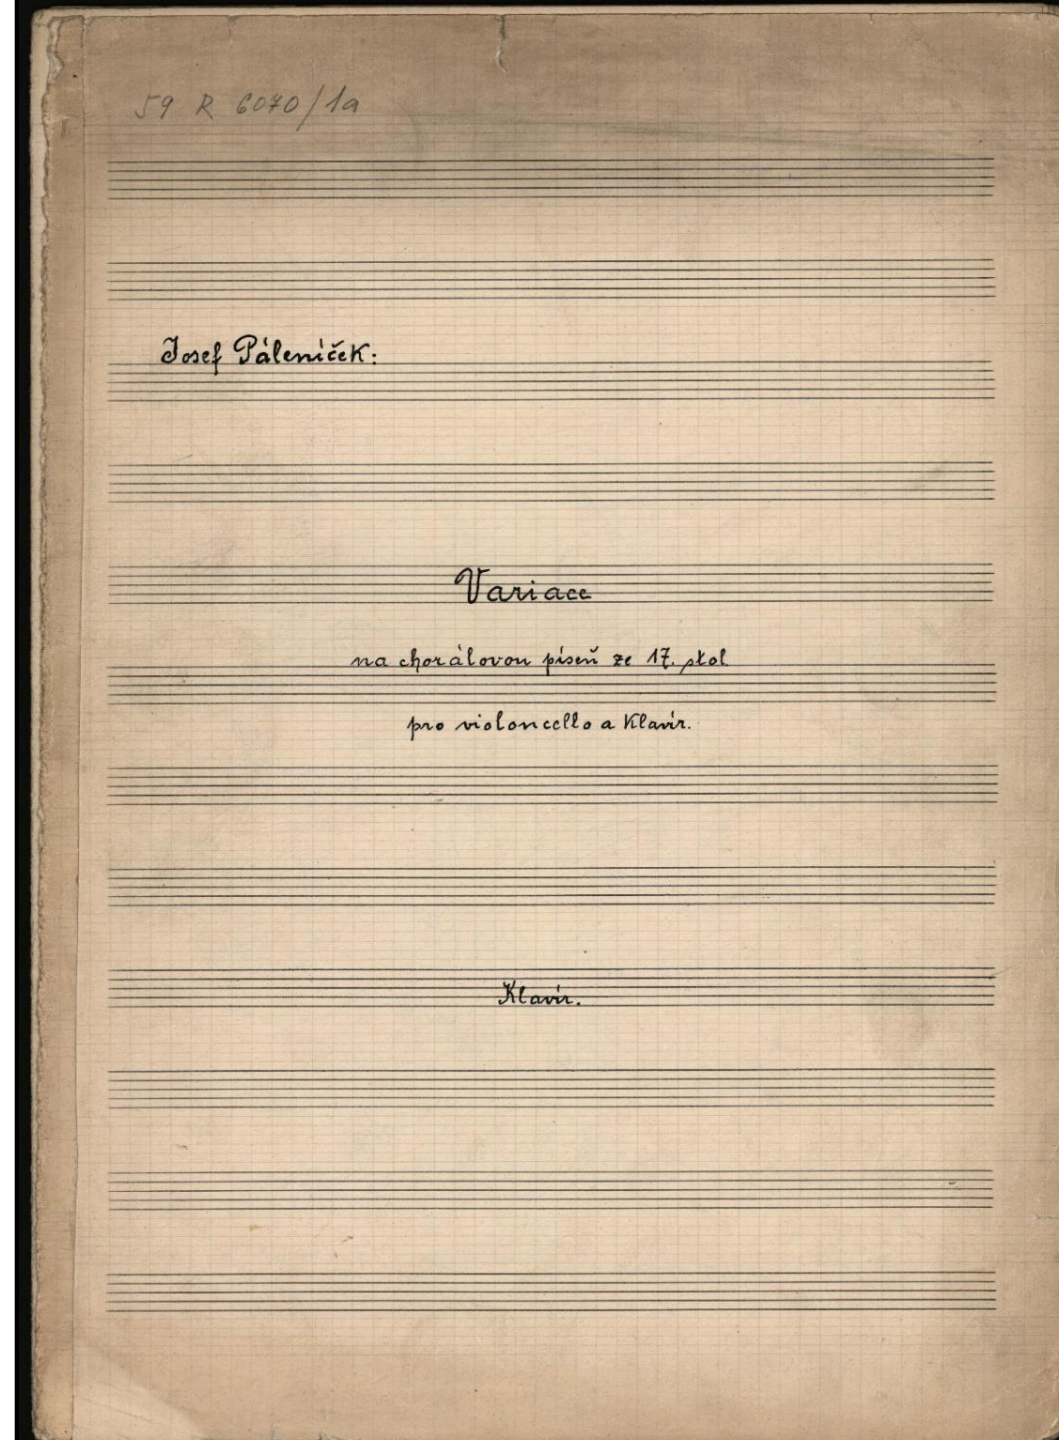 59 R 6070/1a
Josef Páleníček:
Variace
na chorálovou píseň ze 17. stol
pro violoncello a Klavír.
Klavír.